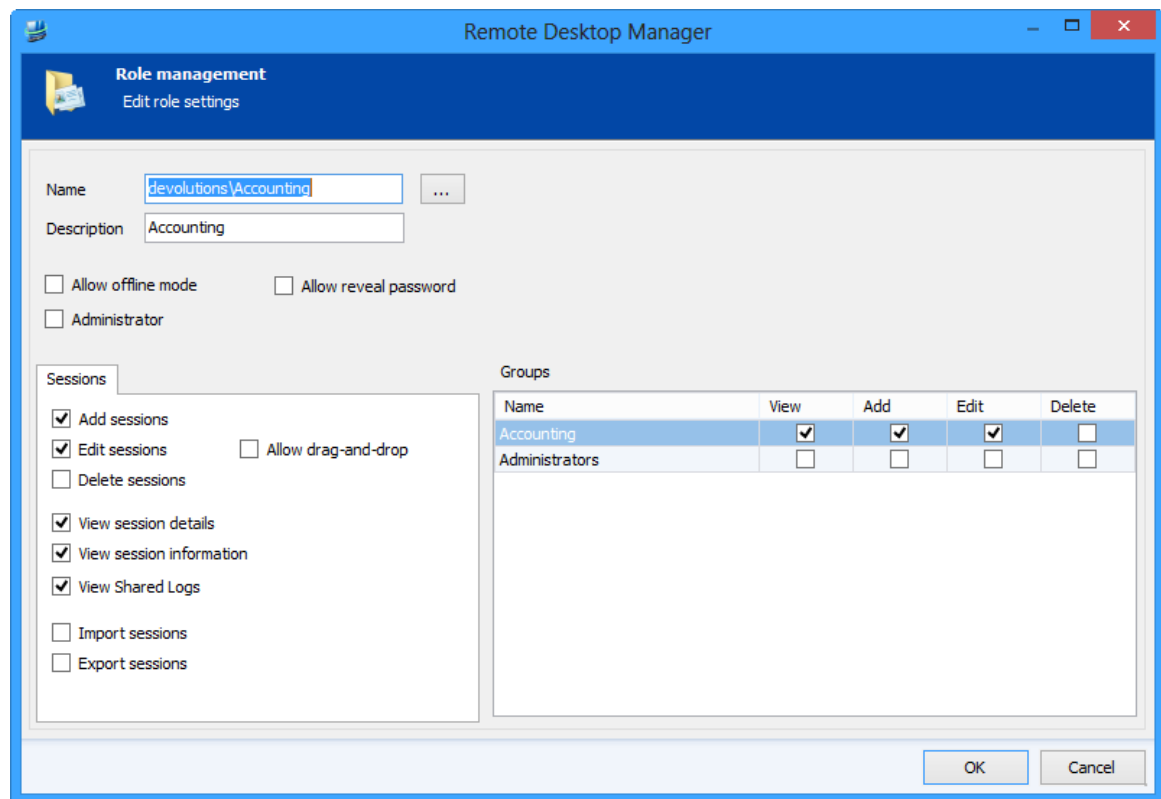 Remote Desktop Manager
Role management
Edit role settings
Name devolutions\Accounting ...
Description Accounting
Allow offline mode Allow reveal password
Administrator
Sessions
Add sessions
Edit sessions Allow drag-and-drop
Delete sessions
View session details
View session information
View Shared Logs
Import sessions
Export sessions
Groups
Name View Add Edit Delete
Accounting
Administrators
OK Cancel